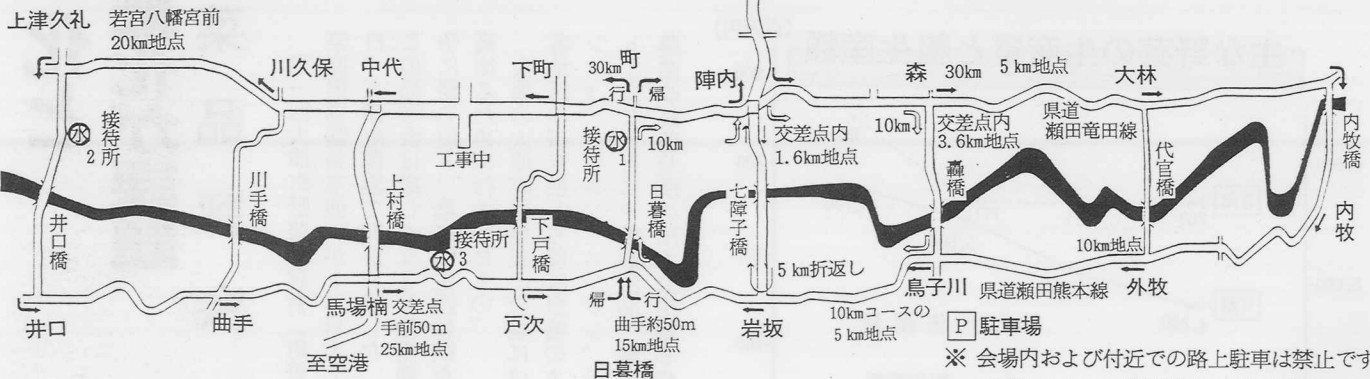 上津久礼
若宮八幡宮前
20km地点
川久保
中代
下町
30km
町
行
帰
陣内
森
30km
5km地点
大林
県道
瀬田竜田線
内牧橋
接待所
水
2
工事中
接待所
水
1
10km
交差点内
1.6km地点
10km
交差点内
3.6km地点
井口橋
川手橋
上村橋
接待所
水
3
下戸橋
日暮橋
七障子橋
轟橋
代官橋
内牧
10km地点
5km折返し
井口
曲手
馬場楠
交差点
手前50m
25km地点
至空港
戸次
帰
行
曲手約50m
15km地点
日暮橋
岩坂
10kmコースの
5km地点
鳥子川
県道瀬田熊本線
外牧
P 駐車場
※ 会場内および付近での路上駐車は禁止です